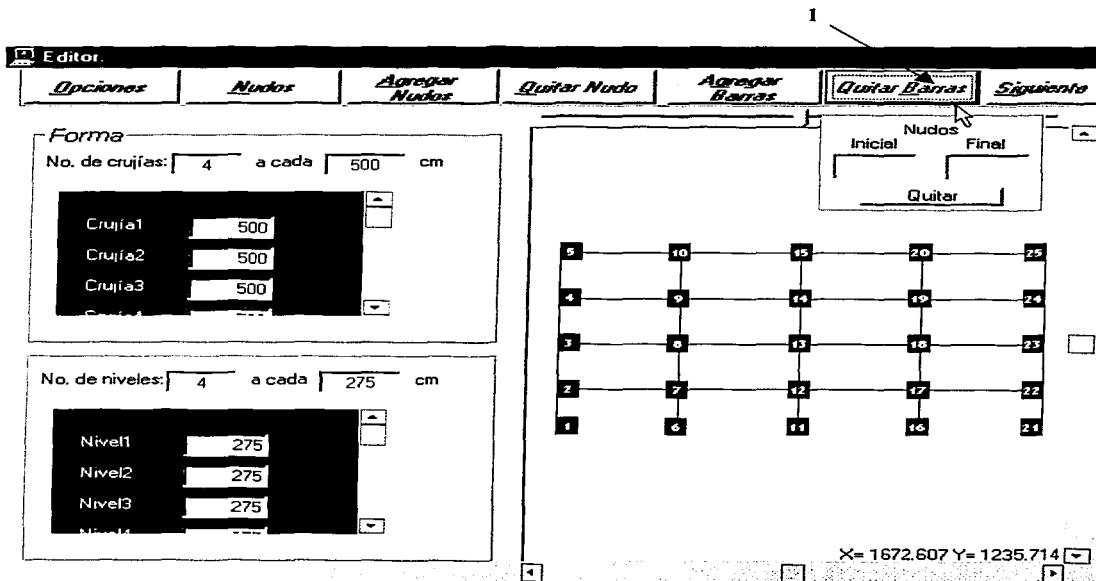 1
Editor.
Opciones Nudos Agregar Nudos Quitar Nudo Agregar Barras Quitar Barras Siguiente
Forma
No. de crujías: 4 a cada 500 cm
Crujía1 500
Crujía2 500
Crujía3 500
No. de niveles: 4 a cada 275 cm
Nivel1 275
Nivel2 275
Nivel3 275
Nudos
Inicial Final
Quitar
5 10 15 20 25
4 9 14 19 24
3 8 13 18 23
2 7 12 17 22
1 6 11 16 21
X= 1672.607 Y= 1235.714